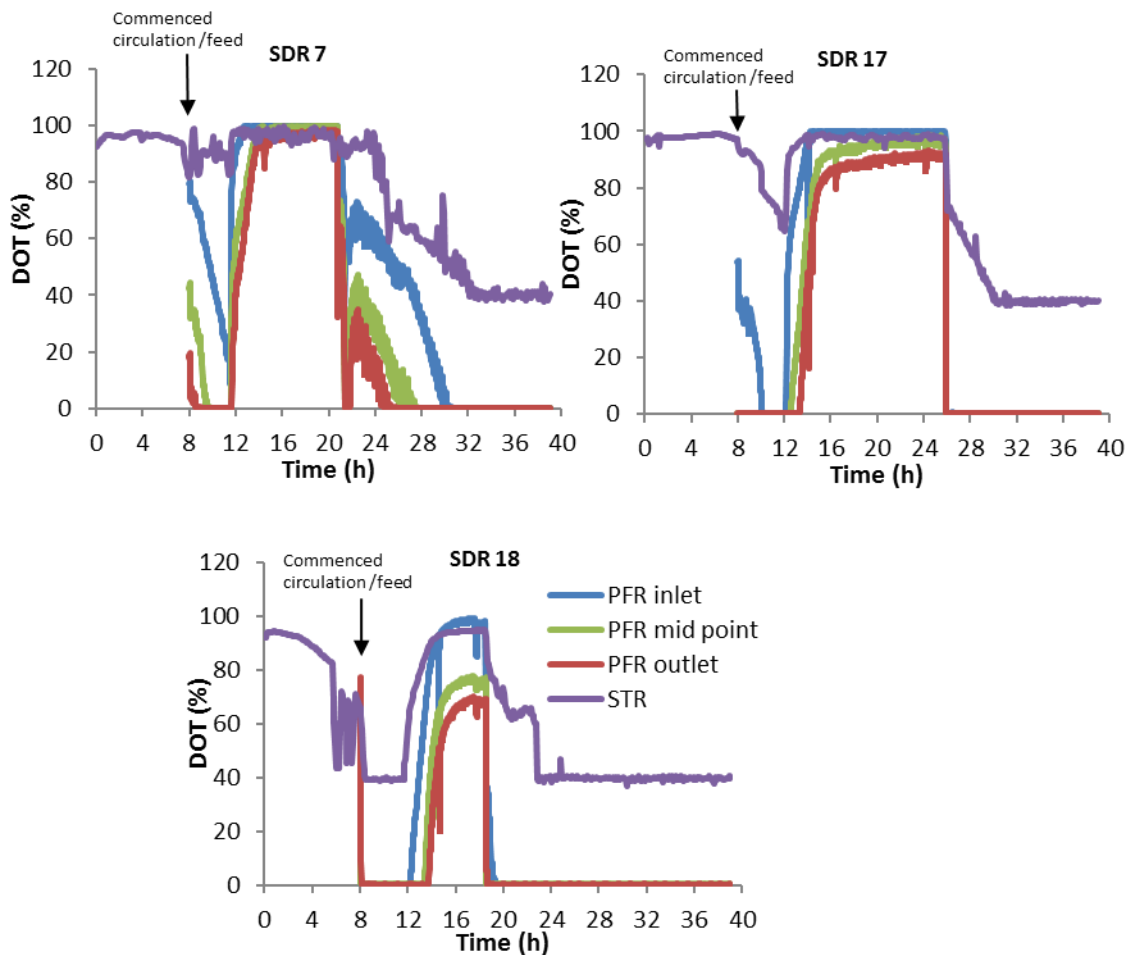 Commenced
circulation/feed
SDR 7
120
100
80
60
40
20
0
DOT (%)
0 4 8 12 16 20 24 28 32 36 40
Time (h)
Commenced
circulation/feed
SDR 17
120
100
80
60
40
20
0
DOT (%)
0 4 8 12 16 20 24 28 32 36 40
Time (h)
Commenced
circulation/feed
SDR 18
120
100
80
60
40
20
0
DOT (%)
0 4 8 12 16 20 24 28 32 36 40
Time (h)
PFR inlet
PFR mid point
PFR outlet
STR